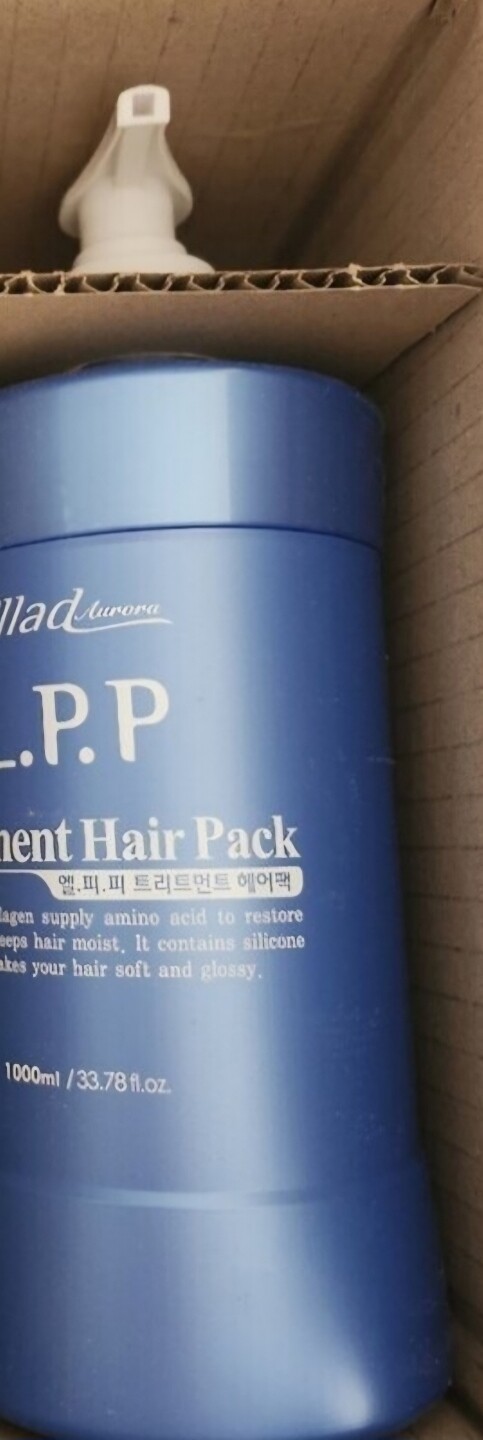 llad Aurora
L.P.P
ment Hair Pack
엘.피.피 트리트먼트 헤어팩
lagen supply amino acid to restore
eeps hair moist. It contains silicone
akes your hair soft and glossy.
1000ml / 33.78 fl.oz.